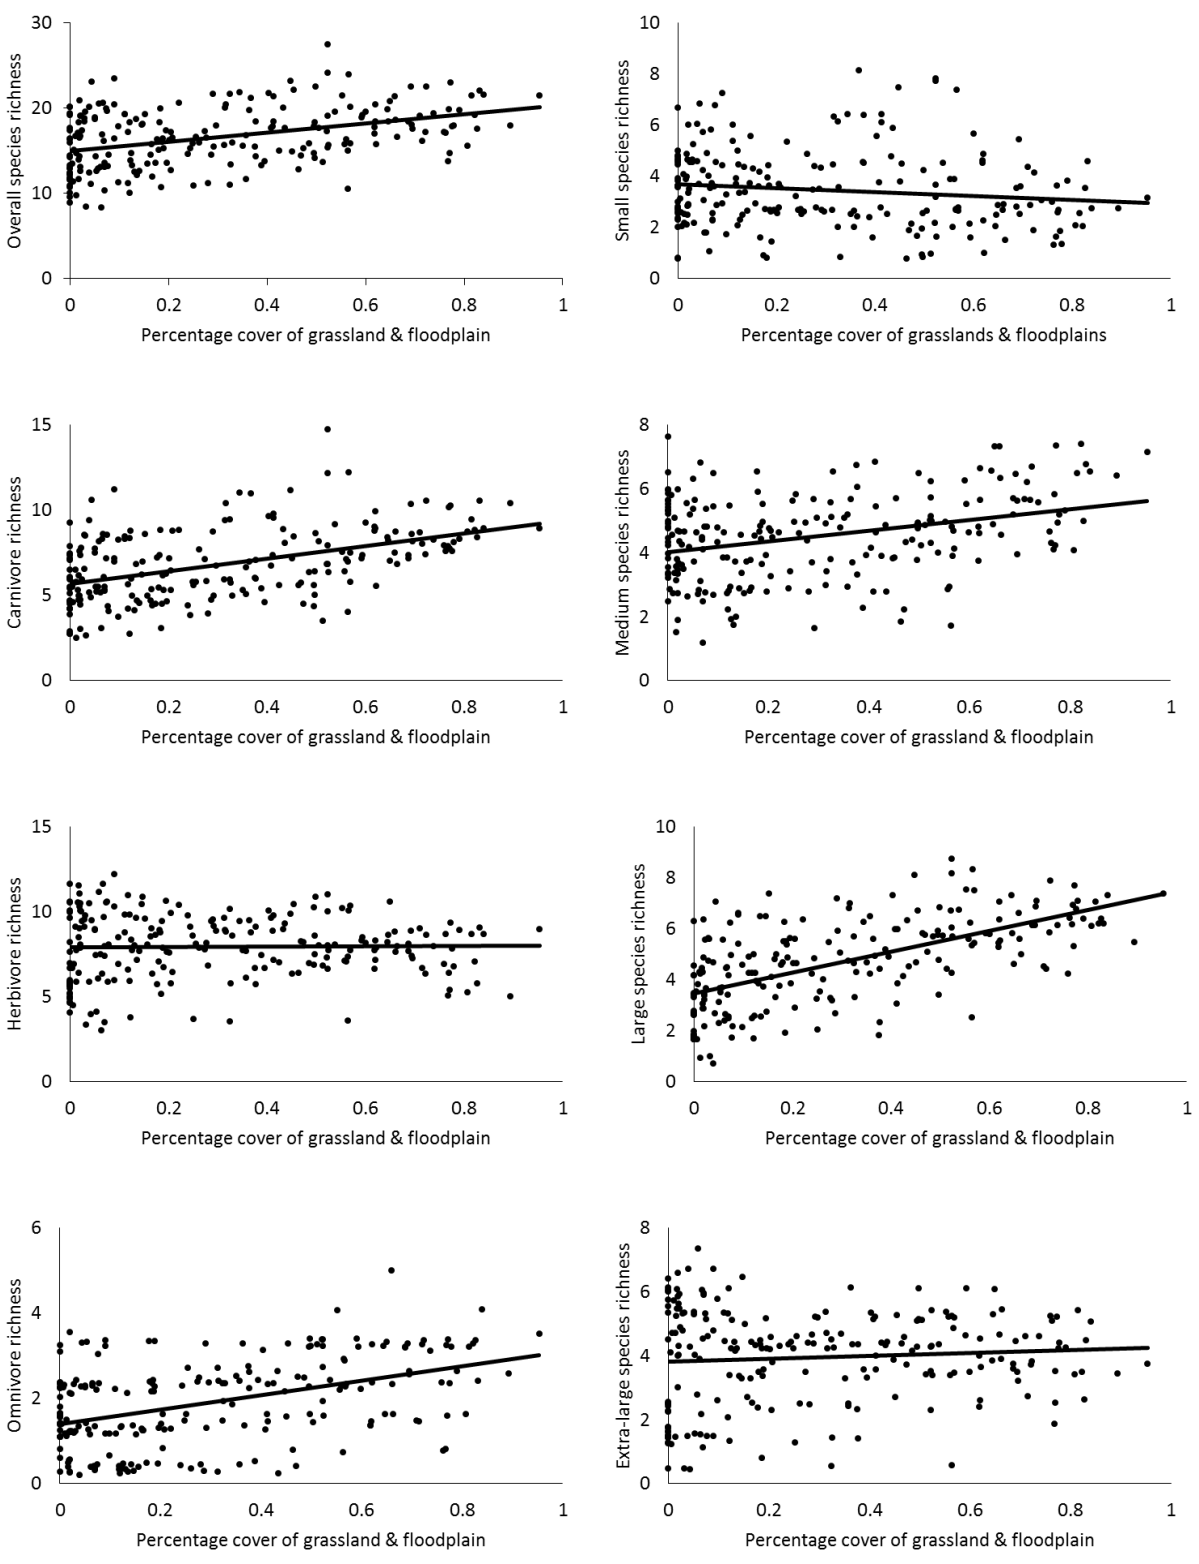 Overall species richness
30
20
10
0
0 0.2 0.4 0.6 0.8 1
Percentage cover of grassland & floodplain
Small species richness
10
8
6
4
2
0
0 0.2 0.4 0.6 0.8 1
Percentage cover of grasslands & floodplains
Carnivore richness
15
10
5
0
0 0.2 0.4 0.6 0.8 1
Percentage cover of grassland & floodplain
Medium species richness
8
6
4
2
0
0 0.2 0.4 0.6 0.8 1
Percentage cover of grassland & floodplain
Herbivore richness
15
10
5
0
0 0.2 0.4 0.6 0.8 1
Percentage cover of grassland & floodplain
Large species richness
10
8
6
4
2
0
0 0.2 0.4 0.6 0.8 1
Percentage cover of grassland & floodplain
Omnivore richness
6
4
2
0
0 0.2 0.4 0.6 0.8 1
Percentage cover of grassland & floodplain
Extra-large species richness
8
6
4
2
0
0 0.2 0.4 0.6 0.8 1
Percentage cover of grassland & floodplain